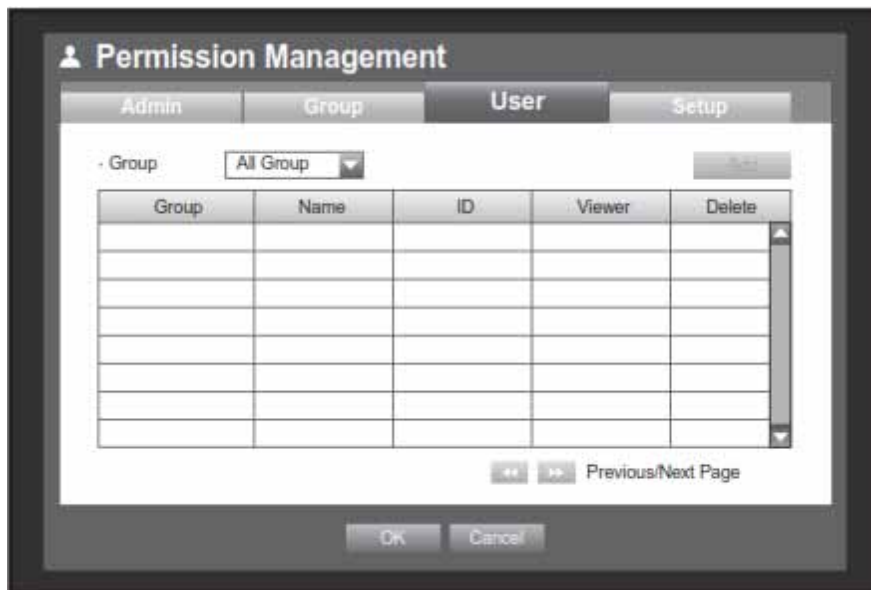 Permission Management
Admin Group User Setup
- Group All Group Add
Group Name ID Viewer Delete
Previous/Next Page
OK Cancel